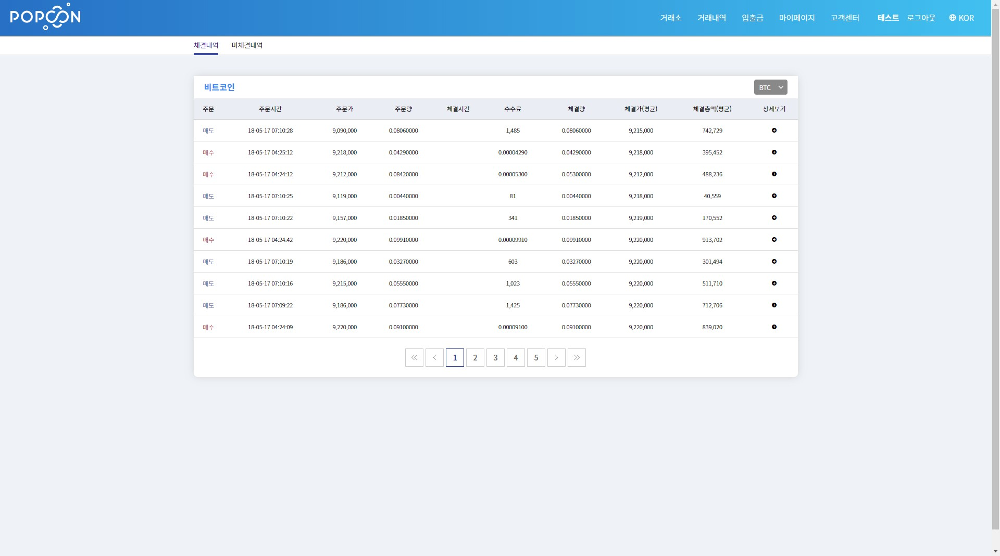 POPCON
거래소 거래내역 입출금 마이페이지 고객센터 테스트 로그아웃 KOR
체결내역 미체결내역
비트코인 BTC
주문 주문시간 주문가 주문량 체결시간 수수료 체결량 체결가(평균) 체결총액(평균) 상세보기
매도 18-05-17 07:10:28 9,090,000 0.08060000 1,485 0.08060000 9,215,000 742,729
매수 18-05-17 04:25:12 9,218,000 0.04290000 0.00004290 0.04290000 9,218,000 395,452
매수 18-05-17 04:24:12 9,212,000 0.08420000 0.00005300 0.05300000 9,212,000 488,236
매도 18-05-17 07:10:25 9,119,000 0.00440000 81 0.00440000 9,218,000 40,559
매도 18-05-17 07:10:22 9,157,000 0.01850000 341 0.01850000 9,219,000 170,552
매수 18-05-17 04:24:42 9,220,000 0.09910000 0.00009910 0.09910000 9,220,000 913,702
매도 18-05-17 07:10:19 9,186,000 0.03270000 603 0.03270000 9,220,000 301,494
매도 18-05-17 07:10:16 9,215,000 0.05550000 1,023 0.05550000 9,220,000 511,710
매도 18-05-17 07:09:22 9,186,000 0.07730000 1,425 0.07730000 9,220,000 712,706
매수 18-05-17 04:24:09 9,220,000 0.09100000 0.00009100 0.09100000 9,220,000 839,020
1 2 3 4 5